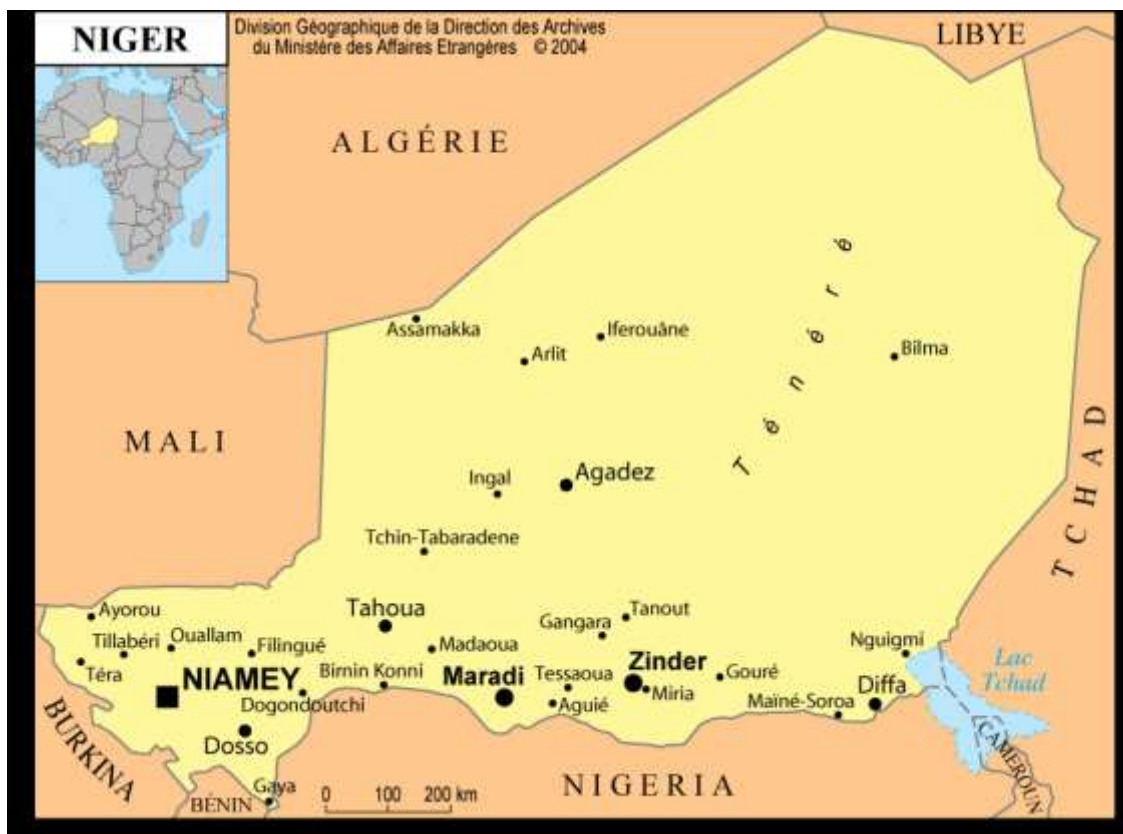 NIGER
Division Géographique de la Direction des Archives
du Ministère des Affaires Etrangères © 2004
LIBYE
ALGÉRIE
Ténéré
Assamakka
Iferouâne
Arlit
Bilma
MALI
TCHAD
Ingal
Agadez
Tchin-Tabaradene
Ayorou
Tahoua
Tanout
Gangara
Tillabéri
Ouallam
Filingué
Madaoua
Nguigmi
Téra
NIAMEY
Birnin Konni
Maradi
Tessaoua
Zinder
Gouré
Lac
Tchad
Miria
Diffa
Dogondoutchi
Aguié
Maïné-Soroa
BURKINA
Dosso
CAMEROUN
Gaya
BÉNIN
0 100 200 km
NIGERIA